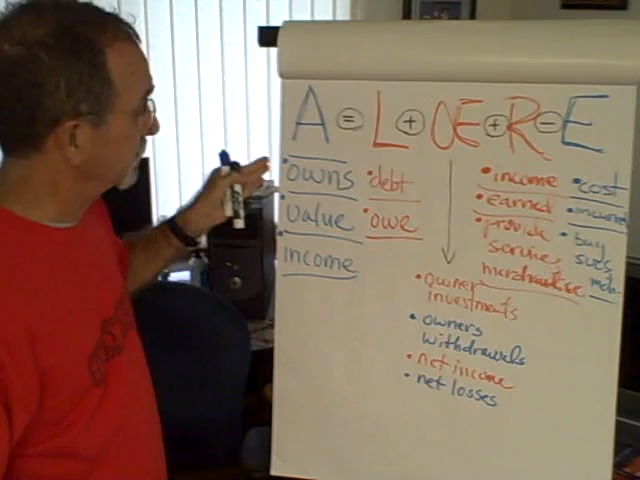 A = L + OE + R - E
• owns
• value
• income
• debt
• owe
• income
• earned
• provide
service
merchandise
• cost
• incurred
• buy
svcs
• owner
investments
• owners
withdrawals
• net income
• net losses